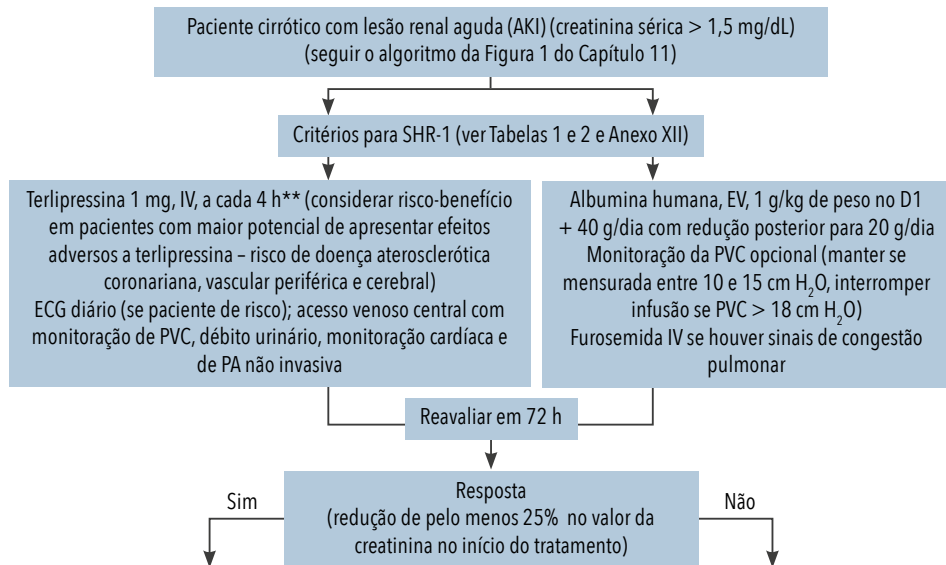 Paciente cirrótico com lesão renal aguda (AKI) (creatinina sérica > 1,5 mg/dL)
(seguir o algoritmo da Figura 1 do Capítulo 11)
Critérios para SHR-1 (ver Tabelas 1 e 2 e Anexo XII)
Terlipressina 1 mg, IV, a cada 4 h** (considerar risco-benefício
em pacientes com maior potencial de apresentar efeitos
adversos a terlipressina – risco de doença aterosclerótica
coronariana, vascular periférica e cerebral)
ECG diário (se paciente de risco); acesso venoso central com
monitoração de PVC, débito urinário, monitoração cardíaca e
de PA não invasiva
Albumina humana, EV, 1 g/kg de peso no D1
+ 40 g/dia com redução posterior para 20 g/dia
Monitoração da PVC opcional (manter se
mensurada entre 10 e 15 cm H₂O, interromper
infusão se PVC > 18 cm H₂O)
Furosemida IV se houver sinais de congestão
pulmonar
Reavaliar em 72 h
Sim
Resposta
(redução de pelo menos 25% no valor da
creatinina no início do tratamento)
Não